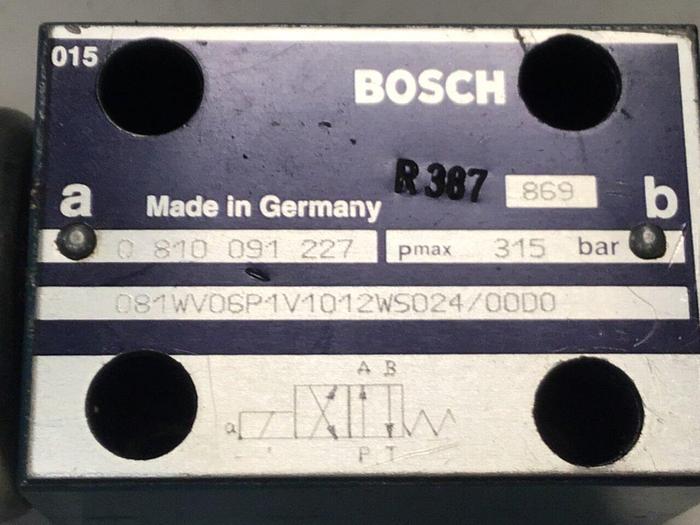 015
BOSCH
R 387 869
a Made in Germany b
0 810 091 227 pmax 315 bar
081WV06P1V1012WS024/00D0
A B
a
P T